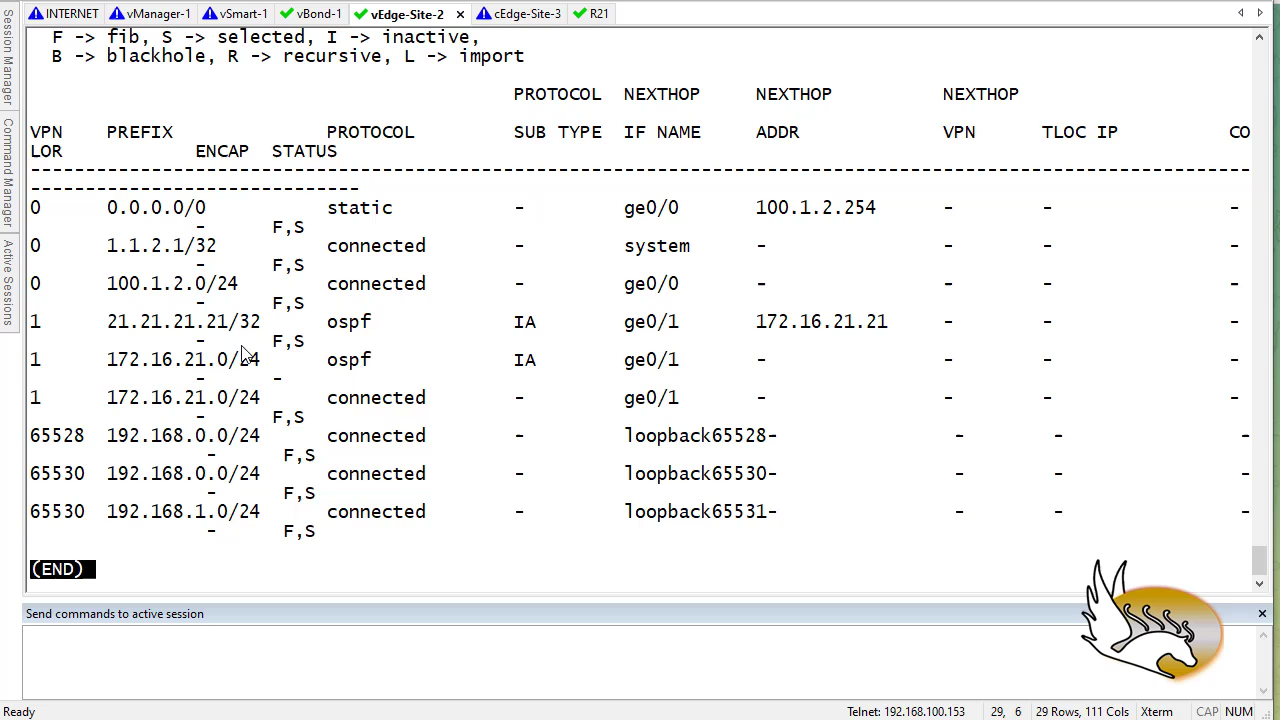 INTERNET vManager-1 vSmart-1 vBond-1 vEdge-Site-2 cEdge-Site-3 R21
Session Manager
Command Manager
Active Sessions
F -> fib, S -> selected, I -> inactive,
B -> blackhole, R -> recursive, L -> import
PROTOCOL NEXTHOP NEXTHOP NEXTHOP
VPN PREFIX PROTOCOL SUB TYPE IF NAME ADDR VPN TLOC IP CO
LOR ENCAP STATUS
---------------------------------------------------------------------------------------------------------------
------------------------------
0 0.0.0.0/0 static - ge0/0 100.1.2.254 - - -
- F,S
0 1.1.2.1/32 connected - system - - - -
- F,S
0 100.1.2.0/24 connected - ge0/0 - - - -
- F,S
1 21.21.21.21/32 ospf IA ge0/1 172.16.21.21 - - -
- F,S
1 172.16.21.0/24 ospf IA ge0/1 - - - -
- -
1 172.16.21.0/24 connected - ge0/1 - - - -
- F,S
65528 192.168.0.0/24 connected - loopback65528- - - -
- F,S
65530 192.168.0.0/24 connected - loopback65530- - - -
- F,S
65530 192.168.1.0/24 connected - loopback65531- - - -
- F,S
(END)
Send commands to active session
Ready Telnet: 192.168.100.153 29, 6 29 Rows, 111 Cols Xterm CAP NUM